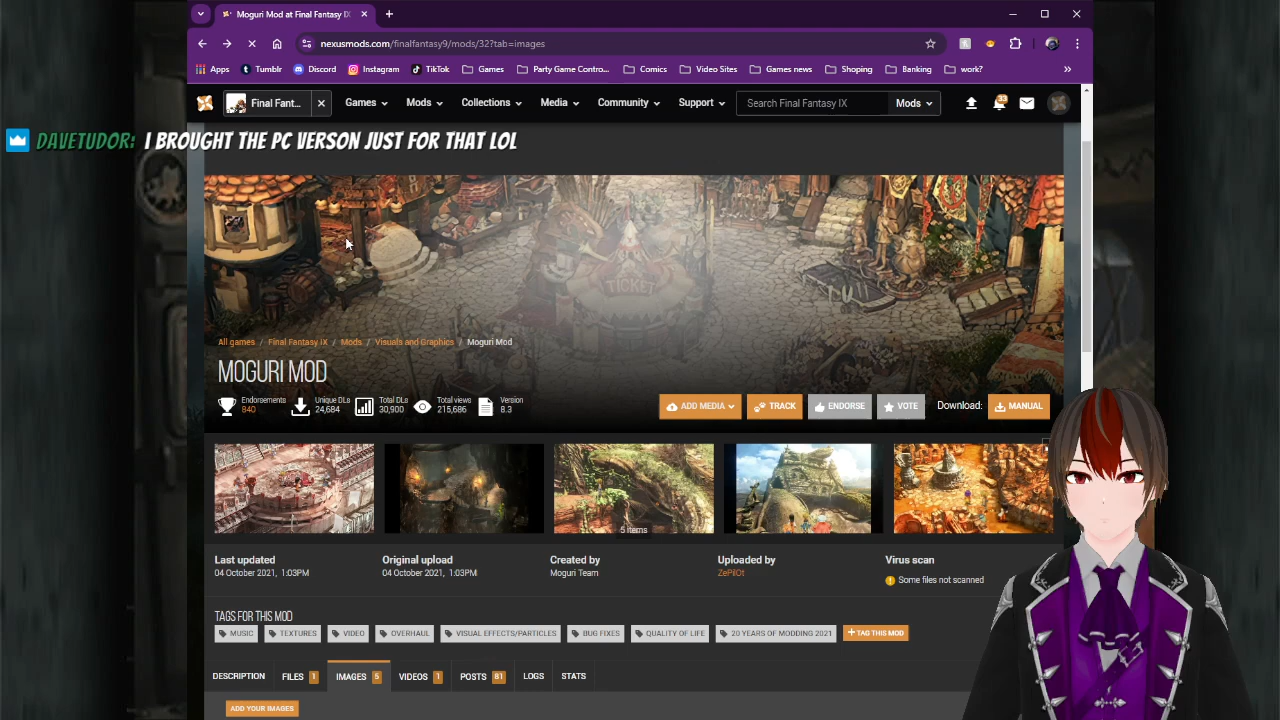 Moguri Mod at Final Fantasy IX
nexusmods.com/finalfantasy9/mods/32?tab=images
Apps Tumblr Discord Instagram TikTok Games Party Game Contro... Comics Video Sites Games news Shoping Banking work? »
Final Fant... Games Mods Collections Media Community Support Search Final Fantasy IX Mods 33
DAVETUDOR: I BROUGHT THE PC VERSON JUST FOR THAT LOL
TICKET
All games / Final Fantasy IX / Mods / Visuals and Graphics / Moguri Mod
MOGURI MOD
Endorsements Unique DLs Total DLs Total views Version
840 24,684 30,900 215,686 8.3
ADD MEDIA TRACK ENDORSE VOTE Download: MANUAL
5 items
Last updated Original upload Created by Uploaded by Virus scan
04 October 2021, 1:03PM 04 October 2021, 1:03PM Moguri Team ZePilOt Some files not scanned
TAGS FOR THIS MOD
MUSIC TEXTURES VIDEO OVERHAUL VISUAL EFFECTS/PARTICLES BUG FIXES QUALITY OF LIFE 20 YEARS OF MODDING 2021 + TAG THIS MOD
DESCRIPTION FILES 1 IMAGES 5 VIDEOS 1 POSTS 81 LOGS STATS
ADD YOUR IMAGES